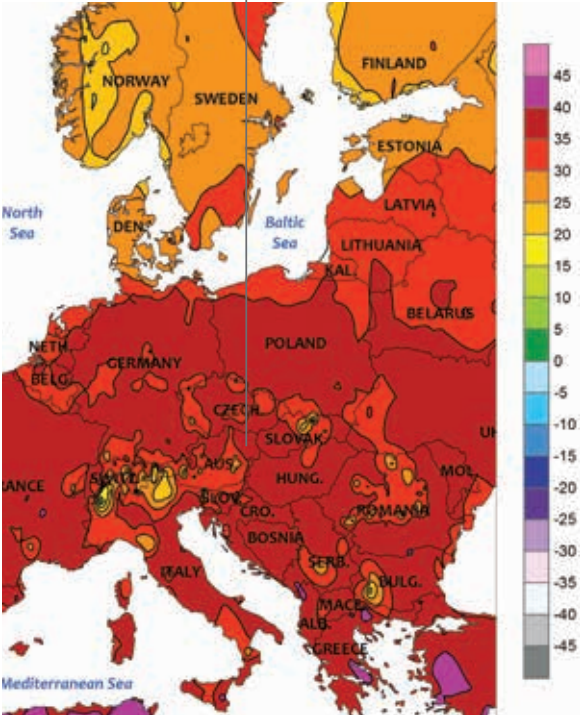 NORWAY
SWEDEN
FINLAND
ESTONIA
North
Sea
DEN.
Baltic
Sea
LATVIA
LITHUANIA
KAL.
BELARUS
NETH.
BELG.
GERMANY
POLAND
CZECH.
SLOVAK.
UK
SWITZ.
AUS.
HUNG.
MOL.
RANCE
SLOV.
CRO.
ROMANIA
BOSNIA
SERB.
ITALY
BULG.
MACE.
ALB.
GREECE
Mediterranean Sea
45
40
35
30
25
20
15
10
5
0
-5
-10
-15
-20
-25
-30
-35
-40
-45